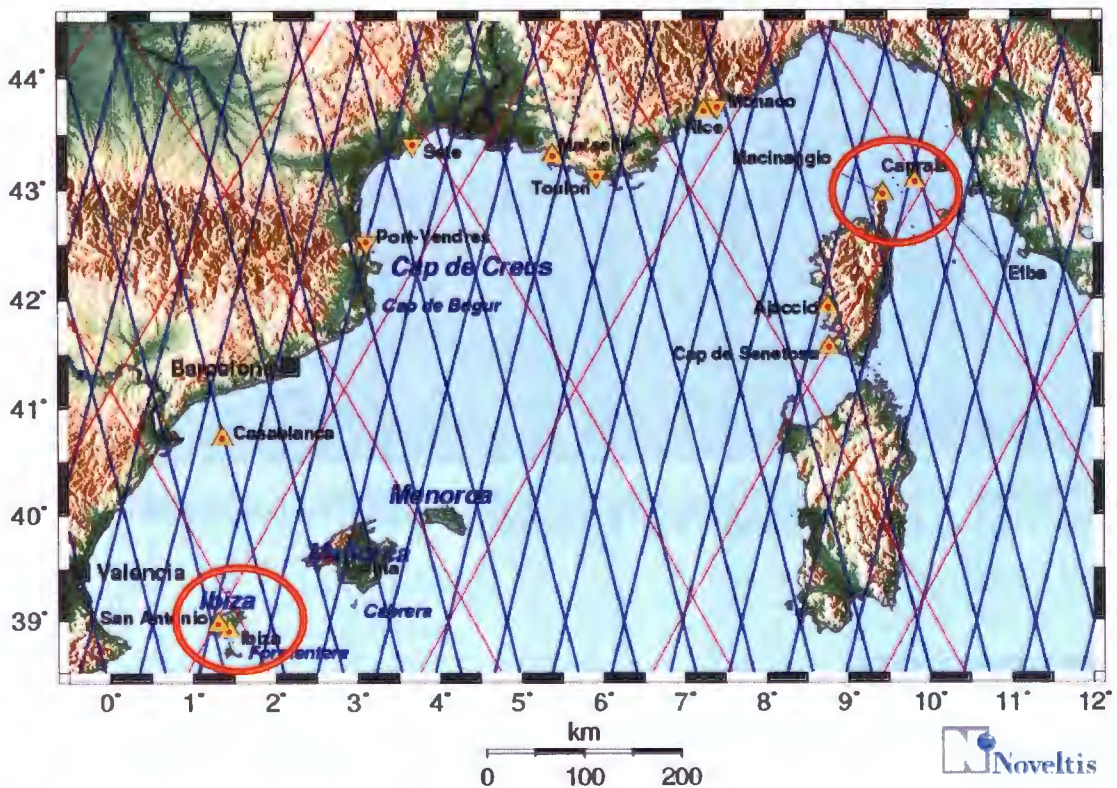 44°
43°
42°
41°
40°
39°
Monaco
Nice
Marseille
Sete
Toulon
Macinaggio
Capraia
Port-Vendres
Cap de Creus
Cap de Begur
Elba
Ajaccio
Cap de Senetosa
Barcelona
Casablanca
Menorca
Mallorca
Valencia
Ibiza
San Antonio
Ibiza
Cabrera
Formentera
0° 1° 2° 3° 4° 5° 6° 7° 8° 9° 10° 11° 12°
km
0 100 200
N Noveltis